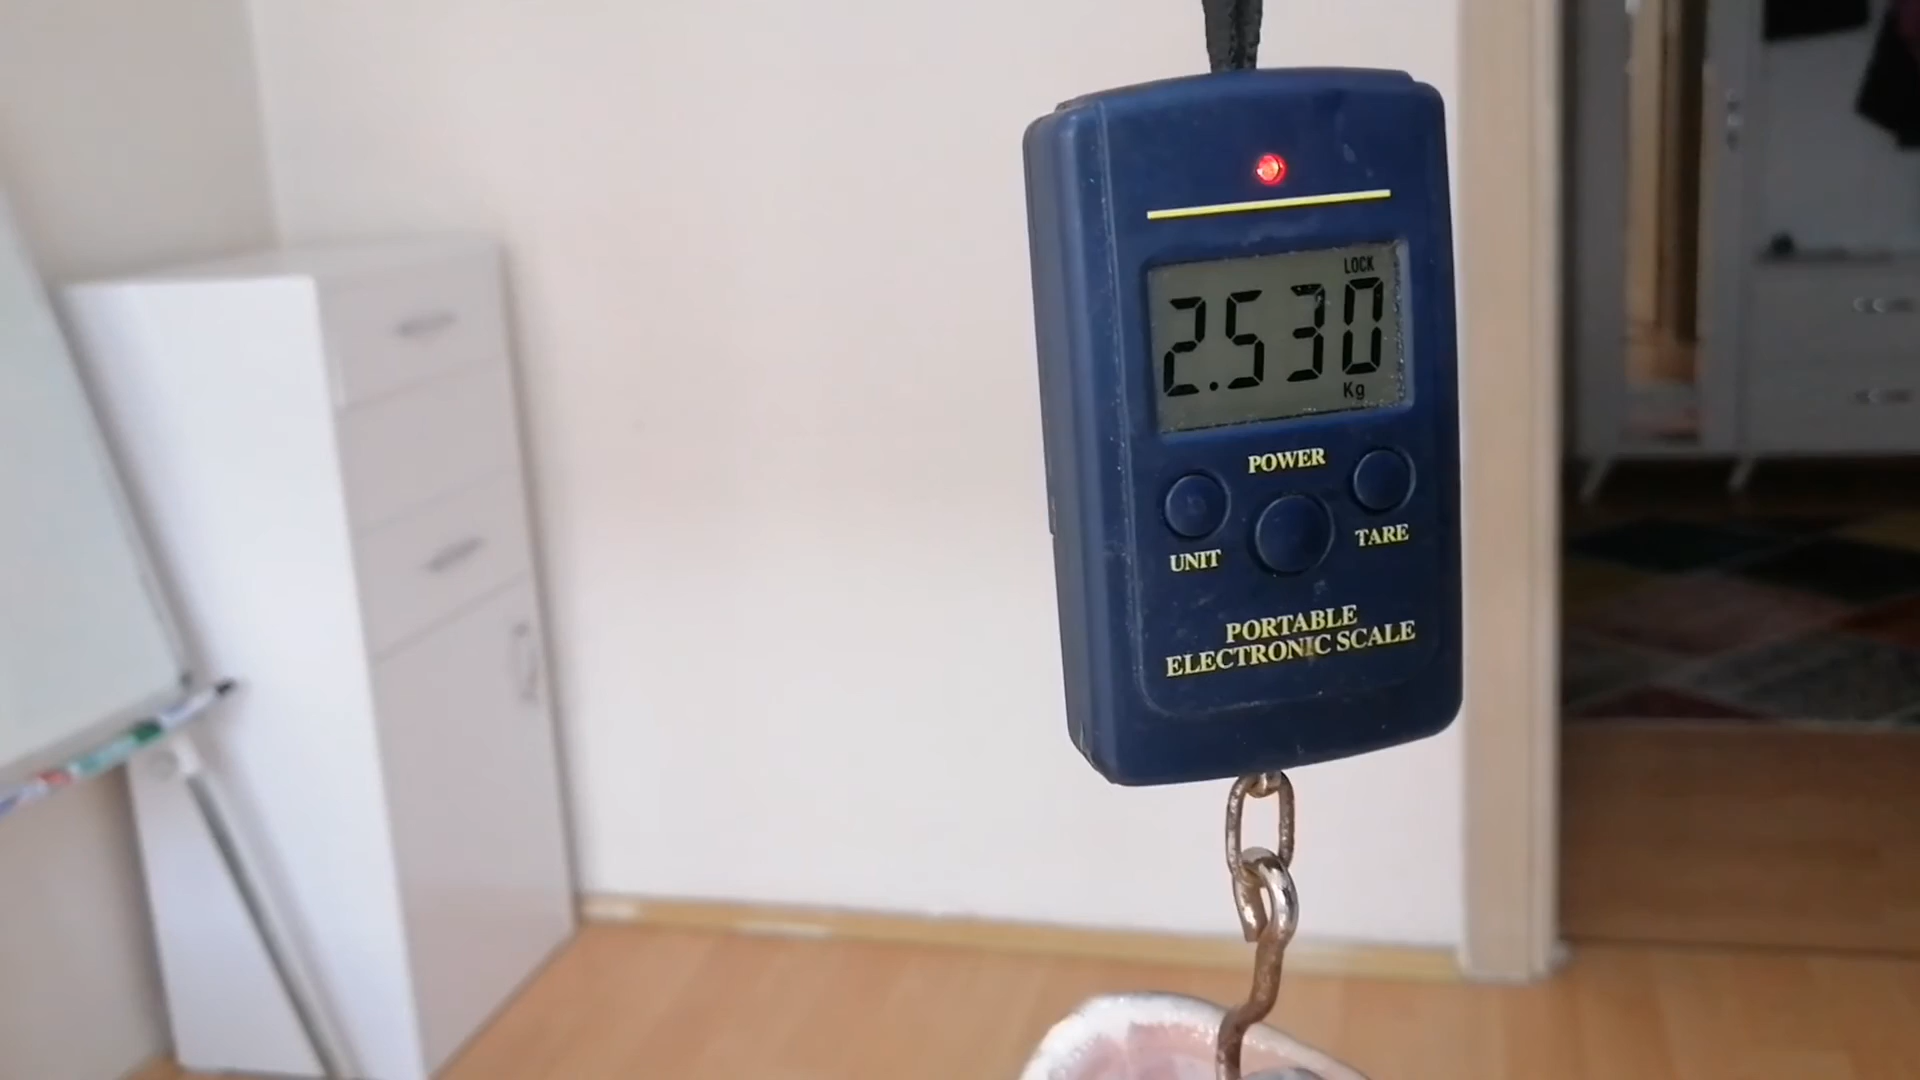 LOCK
2.530
Kg
POWER
UNIT
TARE
PORTABLE
ELECTRONIC SCALE